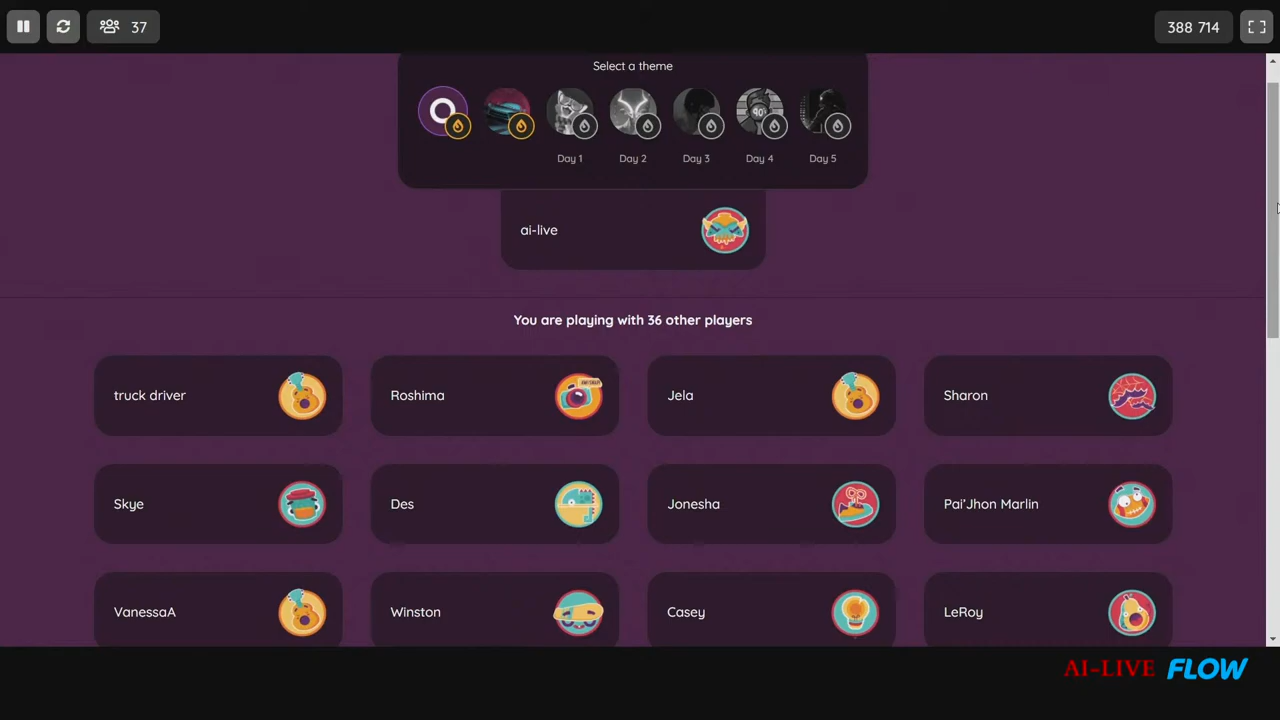 37
388 714
Select a theme
Day 1
Day 2
Day 3
Day 4
Day 5
ai-live
You are playing with 36 other players
truck driver
Roshima
Jela
Sharon
Skye
Des
Jonesha
Pai'Jhon Marlin
VanessaA
Winston
Casey
LeRoy
AI-LIVE FLOW